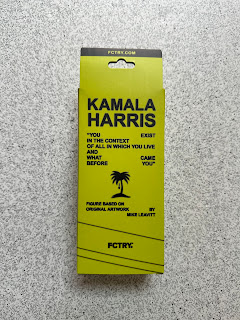 FCTRY.COM
KAMALA
HARRIS
"YOU EXIST
IN THE CONTEXT
OF ALL IN WHICH YOU LIVE
AND
WHAT CAME
BEFORE YOU"
FIGURE BASED ON
ORIGINAL ARTWORK BY
MIKE LEAVITT
FCTRY.